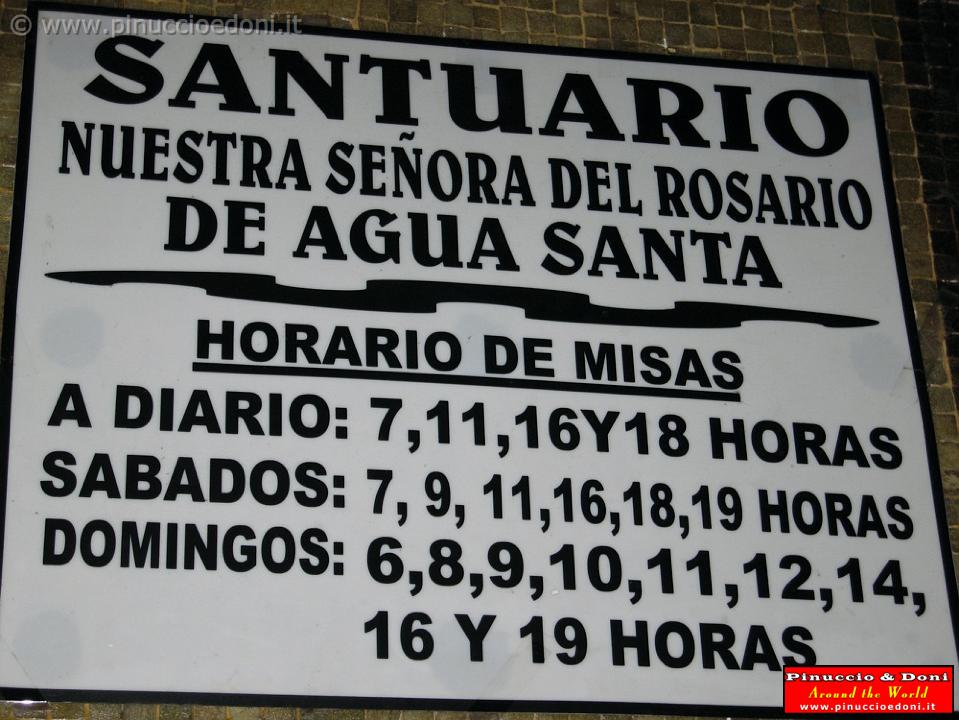 © www.pinuccioedoni.it
SANTUARIO
NUESTRA SEÑORA DEL ROSARIO
DE AGUA SANTA
HORARIO DE MISAS
A DIARIO: 7,11,16Y18 HORAS
SABADOS: 7, 9, 11,16,18,19 HORAS
DOMINGOS: 6,8,9,10,11,12,14,
16 Y 19 HORAS
Pinuccio & Doni
Around the World
www.pinuccioedoni.it